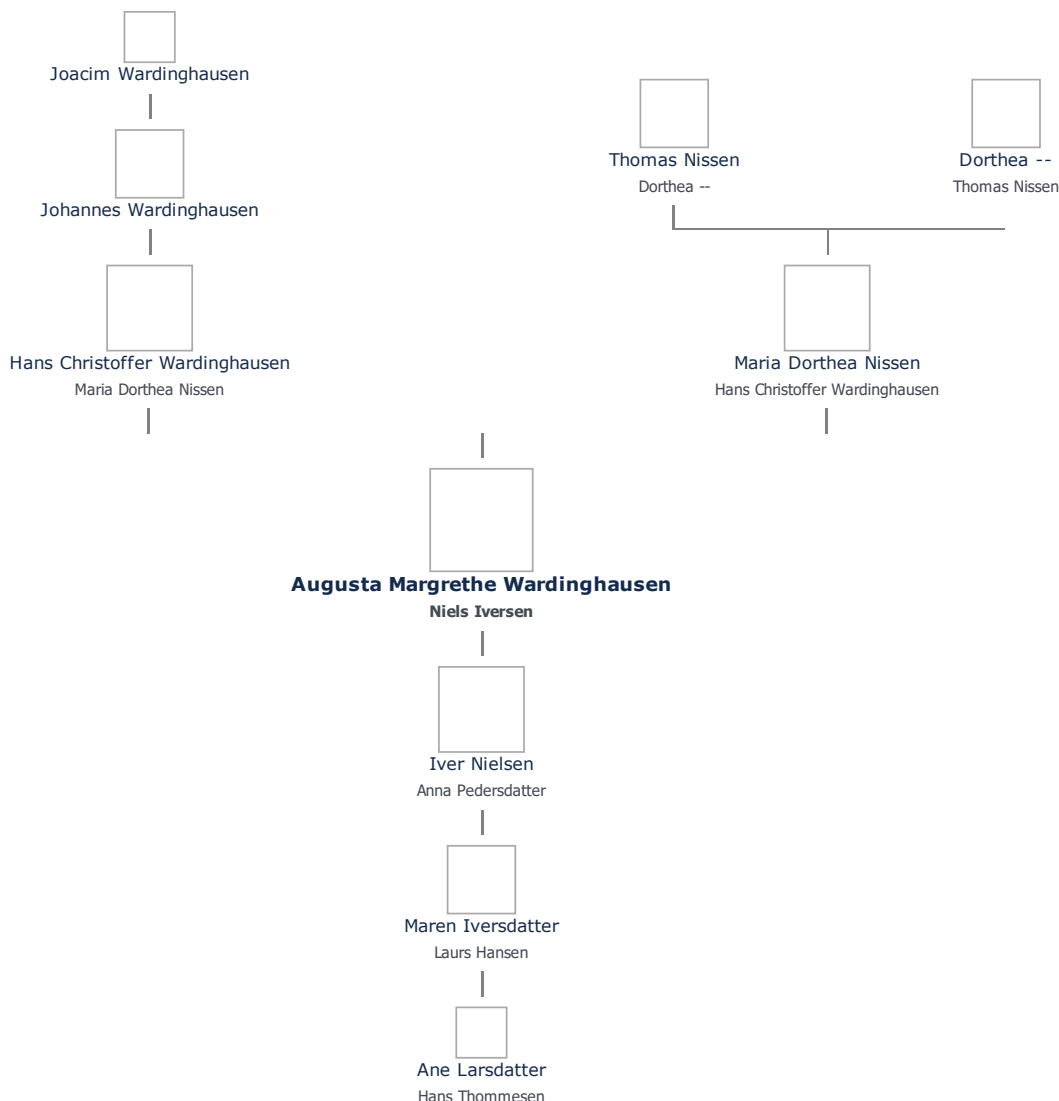 Joacim Wardinghausen
Johannes Wardinghausen
Thomas Nissen
Dorthea --
Dorthea --
Thomas Nissen
Hans Christoffer Wardinghausen
Maria Dorthea Nissen
Maria Dorthea Nissen
Hans Christoffer Wardinghausen
Augusta Margrethe Wardinghausen
Niels Iversen
Iver Nielsen
Anna Pedersdatter
Maren Iversdatter
Laurs Hansen
Ane Larsdatter
Hans Thommesen